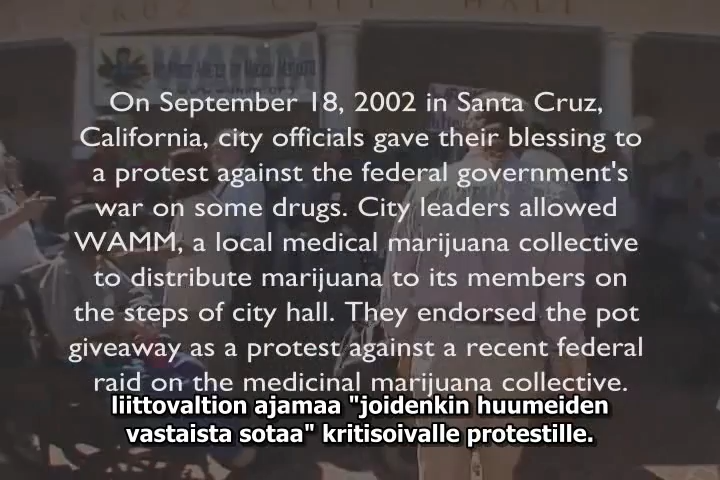 CRUZ CITY HALL
On September 18, 2002 in Santa Cruz,
California, city officials gave their blessing to
a protest against the federal government's
war on some drugs. City leaders allowed
WAMM, a local medical marijuana collective
to distribute marijuana to its members on
the steps of city hall. They endorsed the pot
giveaway as a protest against a recent federal
raid on the medicinal marijuana collective.
liittovaltion ajamaa "joidenkin huumeiden
vastaista sotaa" kritisoivalle protestille.